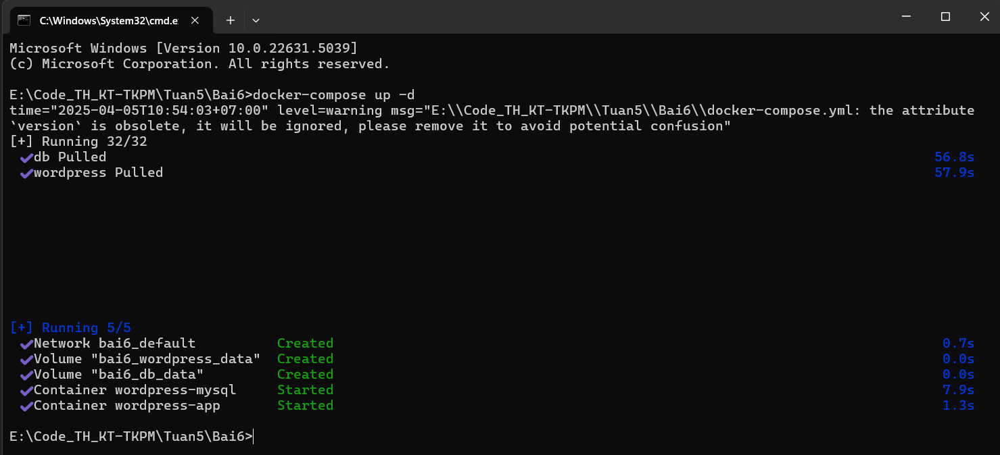 C:\Windows\System32\cmd.e
Microsoft Windows [Version 10.0.22631.5039]
(c) Microsoft Corporation. All rights reserved.
E:\Code_TH_KT-TKPM\Tuan5\Bai6>docker-compose up -d
time="2025-04-05T10:54:03+07:00" level=warning msg="E:\\Code_TH_KT-TKPM\\Tuan5\\Bai6\\docker-compose.yml: the attribute
`version` is obsolete, it will be ignored, please remove it to avoid potential confusion"
[+] Running 32/32
✔db Pulled 56.8s
✔wordpress Pulled 57.9s
[+] Running 5/5
✔Network bai6_default Created 0.7s
✔Volume "bai6_wordpress_data" Created 0.0s
✔Volume "bai6_db_data" Created 0.0s
✔Container wordpress-mysql Started 7.9s
✔Container wordpress-app Started 1.3s
E:\Code_TH_KT-TKPM\Tuan5\Bai6>